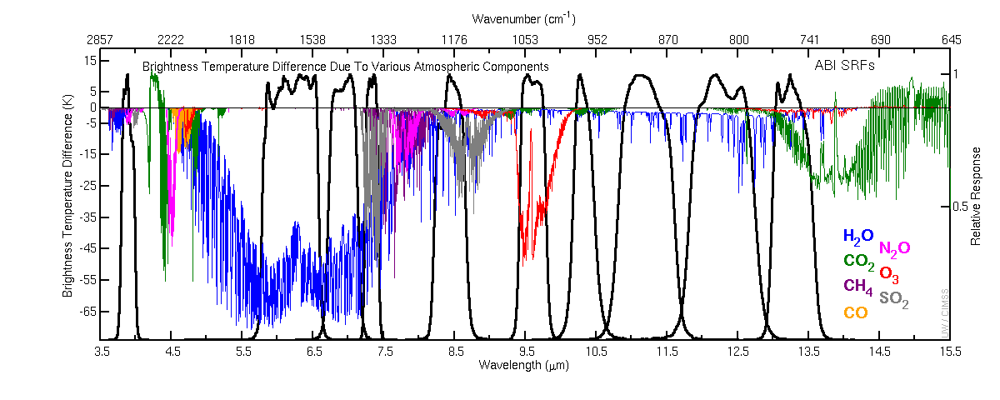 Wavenumber (cm-1)
2857 2222 1818 1538 1333 1176 1053 952 870 800 741 690 645
Brightness Temperature Difference Due To Various Atmospheric Components
ABI SRFs
15
5
0
-5
-15
-25
-35
-45
-55
-65
Brightness Temperature Difference (K)
1
0.5
Relative Response
H2O
N2O
CO2
O3
CH4
SO2
CO
UW / CIMSS
3.5 4.5 5.5 6.5 7.5 8.5 9.5 10.5 11.5 12.5 13.5 14.5 15.5
Wavelength (μm)